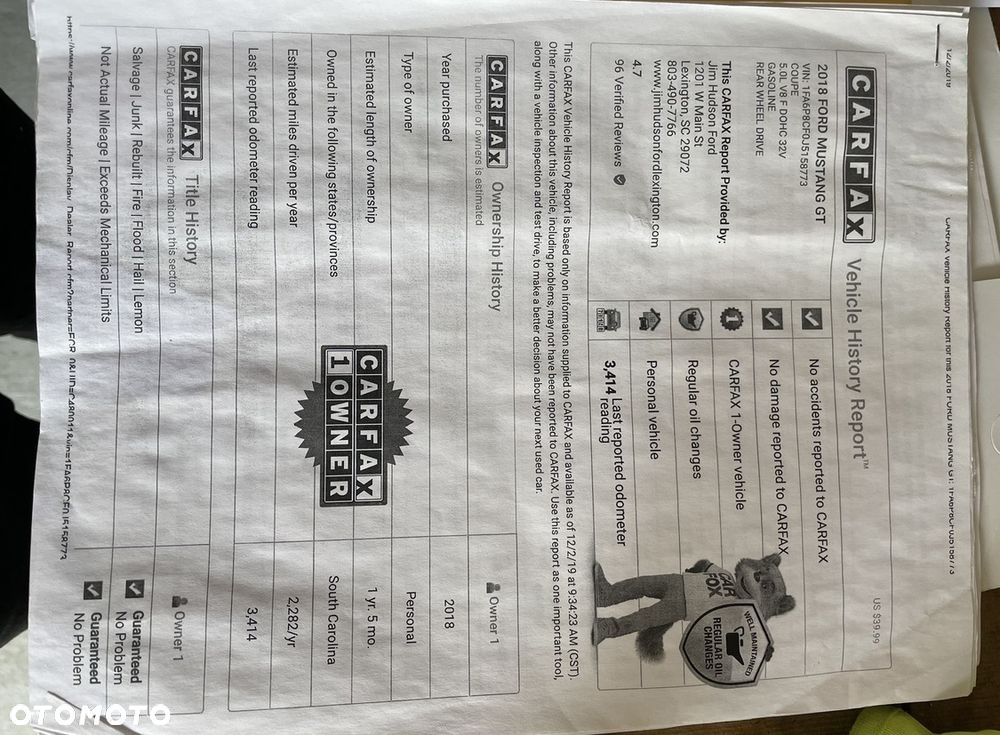 12/2/2019
CARFAX Vehicle History Report for this 2018 FORD MUSTANG GT: 1FA6P8CF0J5158773
CARFAX Vehicle History Report™
US $39.99
2018 FORD MUSTANG GT
VIN: 1FA6P8CF0J5158773
COUPE
5.0L V8 F DOHC 32V
GASOLINE
REAR WHEEL DRIVE
This CARFAX Report Provided by:
Jim Hudson Ford
1201 W Main St
Lexington, SC 29072
803-490-7766
www.jimhudsonfordlexington.com
4.7
96 Verified Reviews
No accidents reported to CARFAX
No damage reported to CARFAX
CARFAX 1-Owner vehicle
Regular oil changes
Personal vehicle
3,414 Last reported odometer
reading
CAR
FOX
WELL MAINTAINED
REGULAR OIL
CHANGES
This CARFAX Vehicle History Report is based only on information supplied to CARFAX and available as of 12/2/19 at 9:34:23 AM (CST).
Other information about this vehicle, including problems, may not have been reported to CARFAX. Use this report as one important tool,
along with a vehicle inspection and test drive, to make a better decision about your next used car.
CARFAX Ownership History
The number of owners is estimated
Owner 1
Year purchased 2018
Type of owner Personal
Estimated length of ownership 1 yr. 5 mo.
Owned in the following states/provinces South Carolina
Estimated miles driven per year 2,282/yr
Last reported odometer reading 3,414
CARFAX
1 OWNER
CARFAX Title History
CARFAX guarantees the information in this section
Owner 1
Salvage | Junk | Rebuilt | Fire | Flood | Hail | Lemon
Guaranteed
No Problem
Not Actual Mileage | Exceeds Mechanical Limits
Guaranteed
No Problem
OTOMOTO